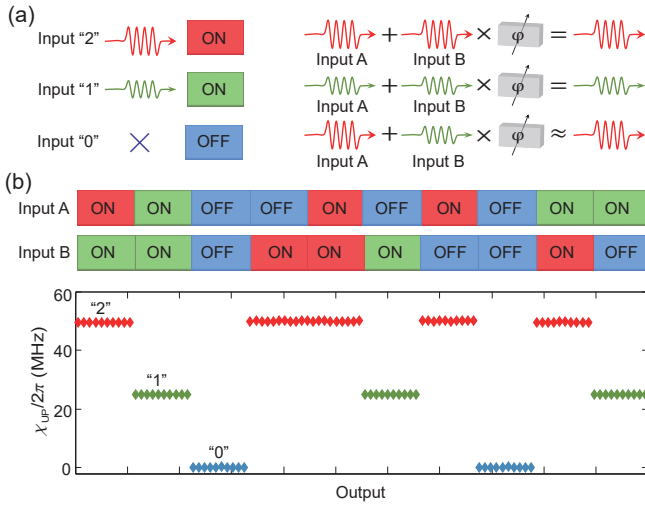 (a)
Input “2” ON
Input “1” ON
Input “0” OFF
+ × φ =
Input A Input B
+ × φ =
Input A Input B
+ × φ ≈
Input A Input B
(b)
Input A ON ON OFF OFF ON OFF ON OFF ON ON
Input B ON ON OFF ON ON ON OFF OFF ON OFF
60
40
20
0
χUP/2π (MHz)
“2”
“1”
“0”
Output